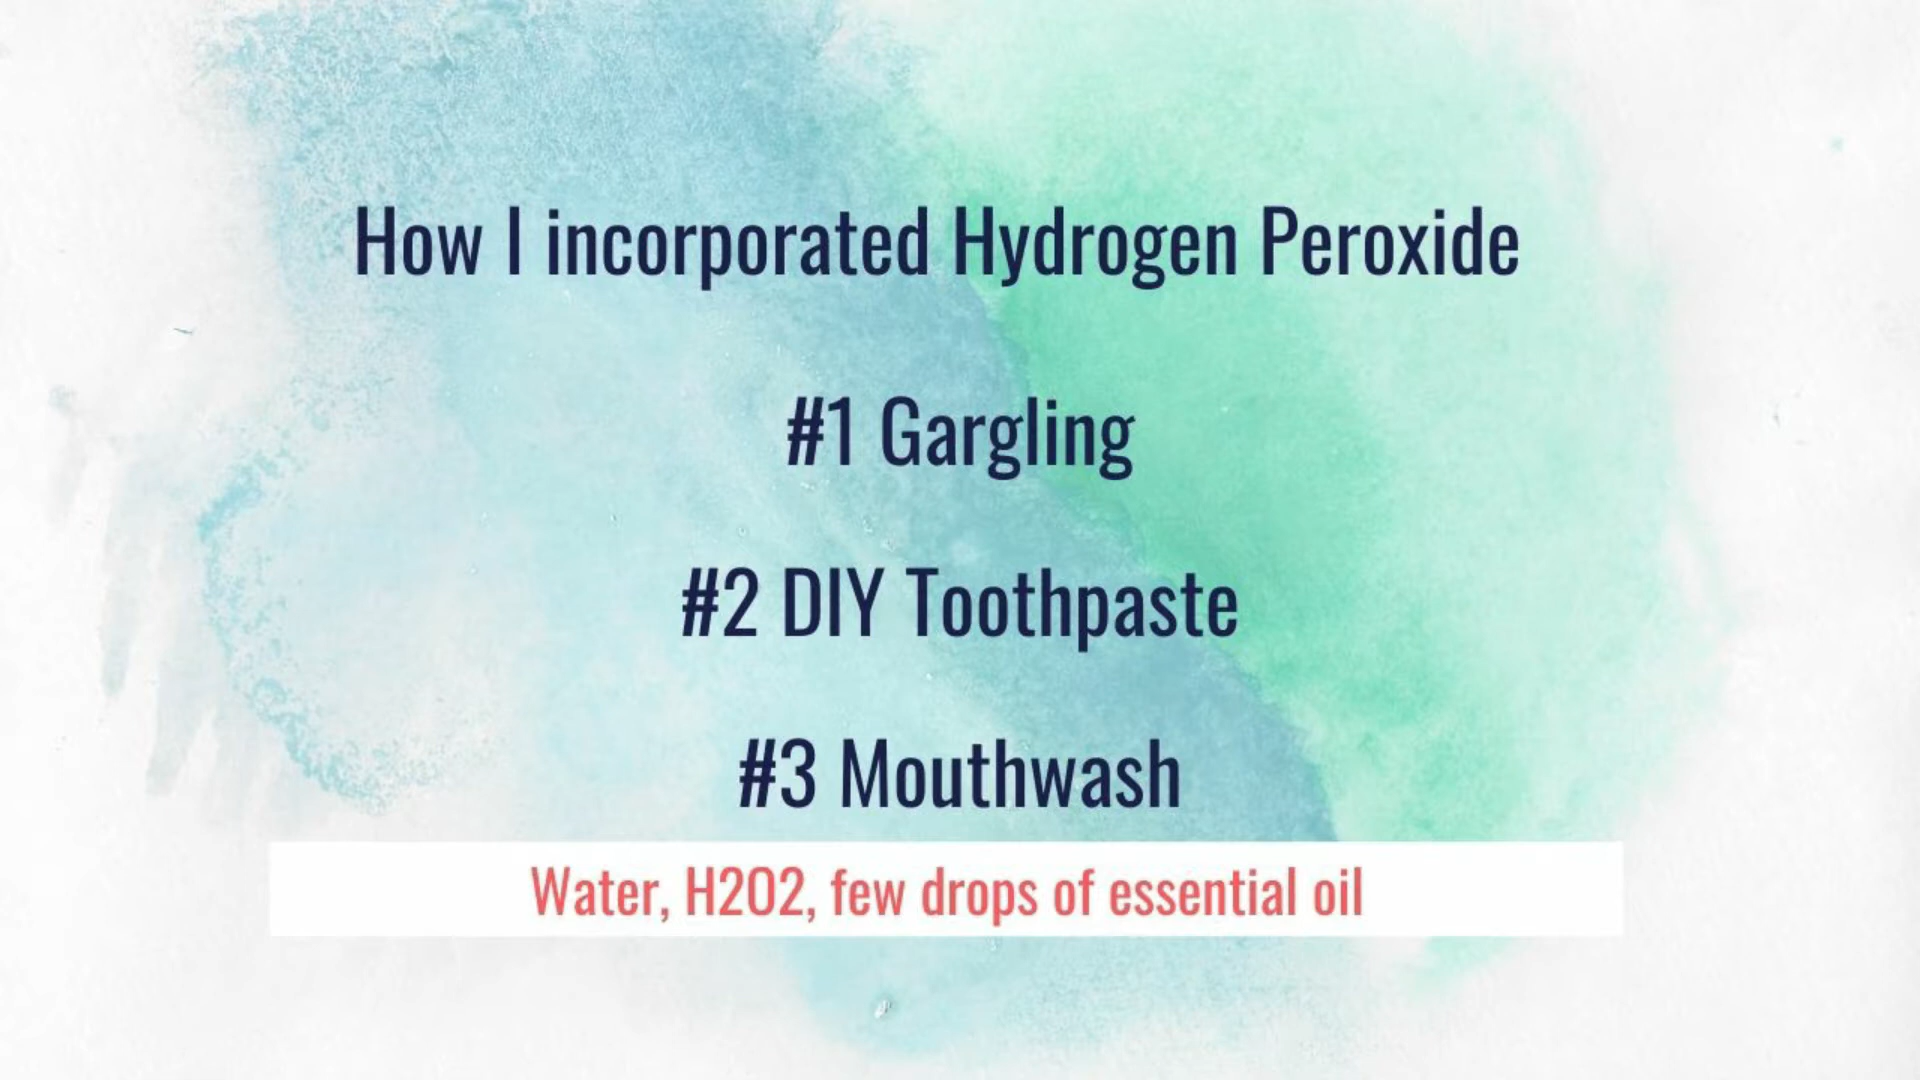 How I incorporated Hydrogen Peroxide
#1 Gargling
#2 DIY Toothpaste
#3 Mouthwash
Water, H2O2, few drops of essential oil